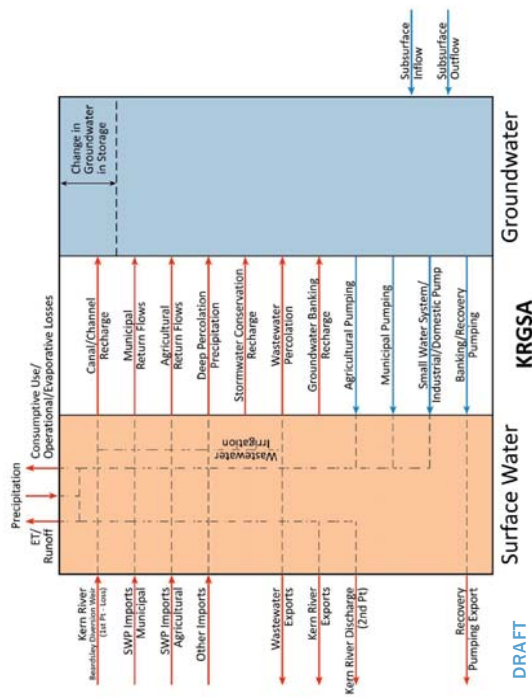 Precipitation
Consumptive Use/
Operational/Evaporative Losses
ET/
Runoff
Kern River
Beardsley Diversion Weir
(1st Pt - Loss)
SWP Imports
Municipal
SWP Imports
Agricultural
Other Imports
Wastewater
Exports
Kern River
Exports
Kern River Discharge
(2nd Pt)
Recovery
Pumping Export
Wastewater
Irrigation
Surface Water
Canal/Channel
Recharge
Municipal
Return Flows
Agricultural
Return Flows
Deep Percolation
Precipitation
Stormwater Conservation
Recharge
Wastewater
Percolation
Groundwater Banking
Recharge
Agricultural Pumping
Municipal Pumping
Small Water System/
Industrial/Domestic Pump
Banking/Recovery
Pumping
KRGSA
Change in
Groundwater
in Storage
Groundwater
Subsurface
Inflow
Subsurface
Outflow
DRAFT